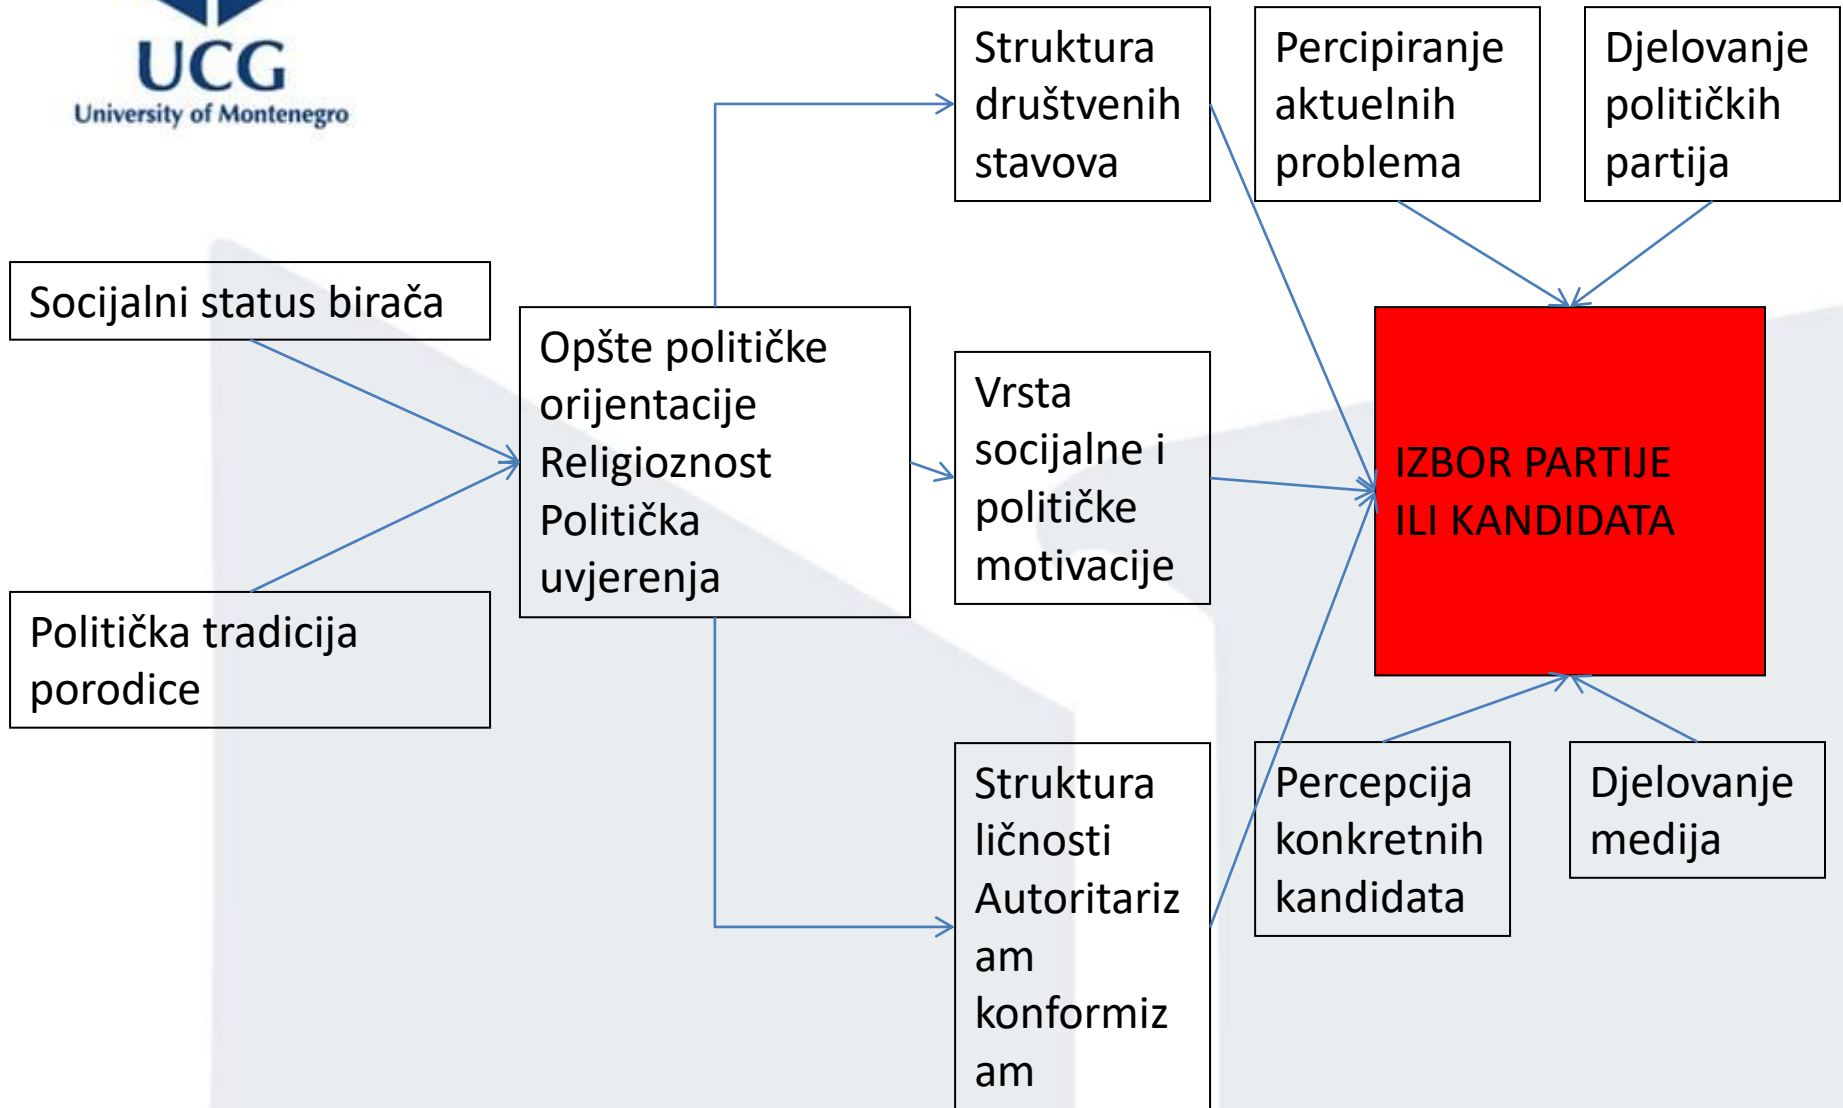 UCG
University of Montenegro
Struktura
društvenih
stavova
Percipiranje
aktuelnih
problema
Djelovanje
političkih
partija
Socijalni status birača
Opšte političke
orijentacije
Religioznost
Politička
uvjerenja
Vrsta
socijalne i
političke
motivacije
IZBOR PARTIJE
ILI KANDIDATA
Politička tradicija
porodice
Struktura
ličnosti
Autoritariz
am
konformiz
am
Percepcija
konkretnih
kandidata
Djelovanje
medija